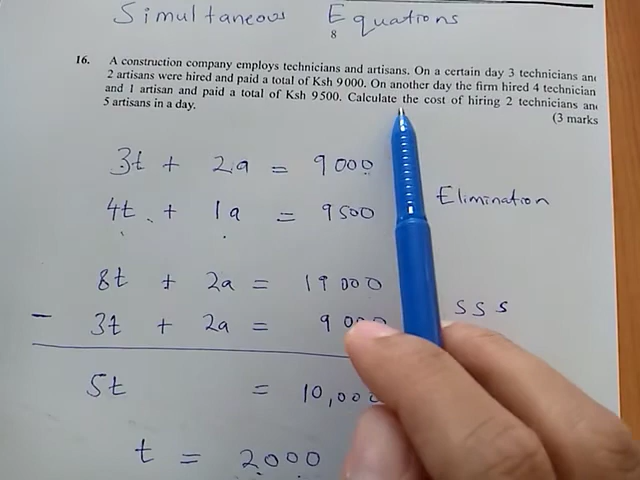 Simultaneous Equations
8
16. A construction company employs technicians and artisans. On a certain day 3 technicians and
2 artisans were hired and paid a total of Ksh 9000. On another day the firm hired 4 technician
and 1 artisan and paid a total of Ksh 9500. Calculate the cost of hiring 2 technicians and
5 artisans in a day.
(3 marks
3t + 2a = 9000
4t + 1a = 9500
Elimination
8t + 2a = 19000
- 3t + 2a = 9000
SSS
5t = 10,000
t = 2000